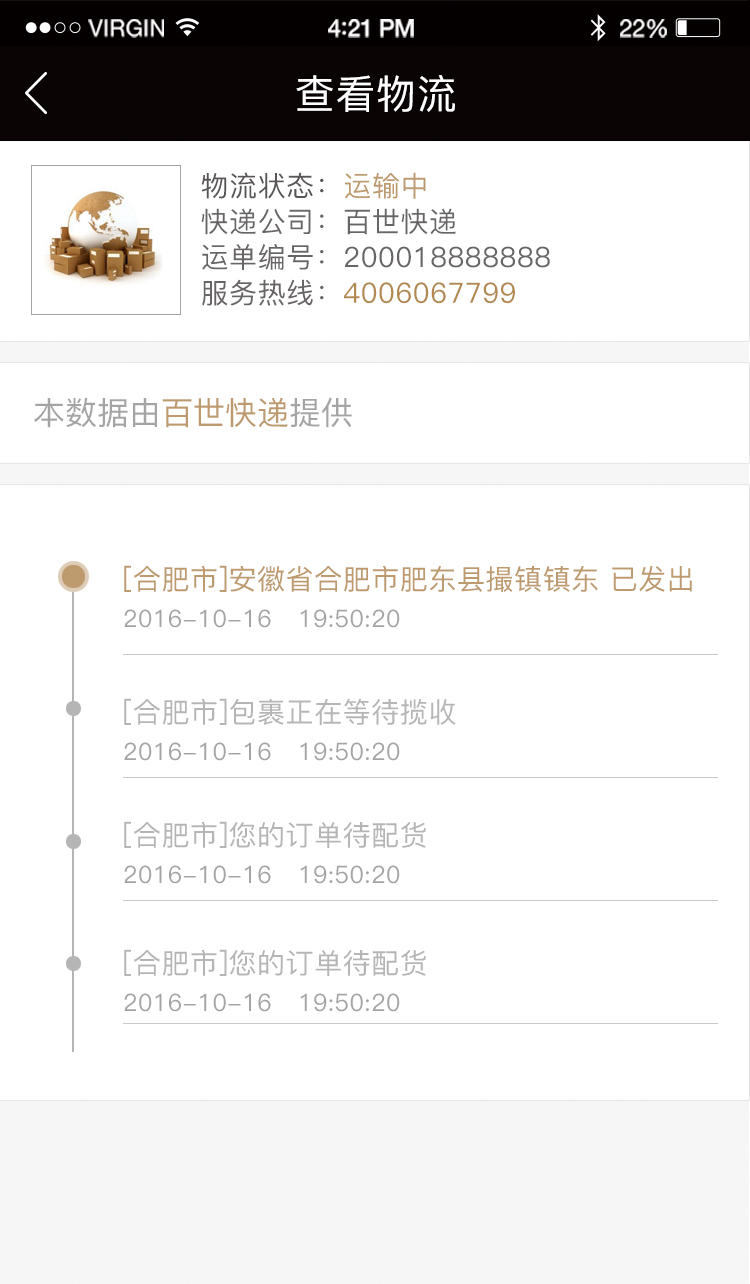 VIRGIN 4:21 PM 22%
查看物流
物流状态：运输中
快递公司：百世快递
运单编号：200018888888
服务热线：4006067799
本数据由百世快递提供
[合肥市]安徽省合肥市肥东县撮镇镇东 已发出
2016-10-16 19:50:20
[合肥市]包裹正在等待揽收
2016-10-16 19:50:20
[合肥市]您的订单待配货
2016-10-16 19:50:20
[合肥市]您的订单待配货
2016-10-16 19:50:20